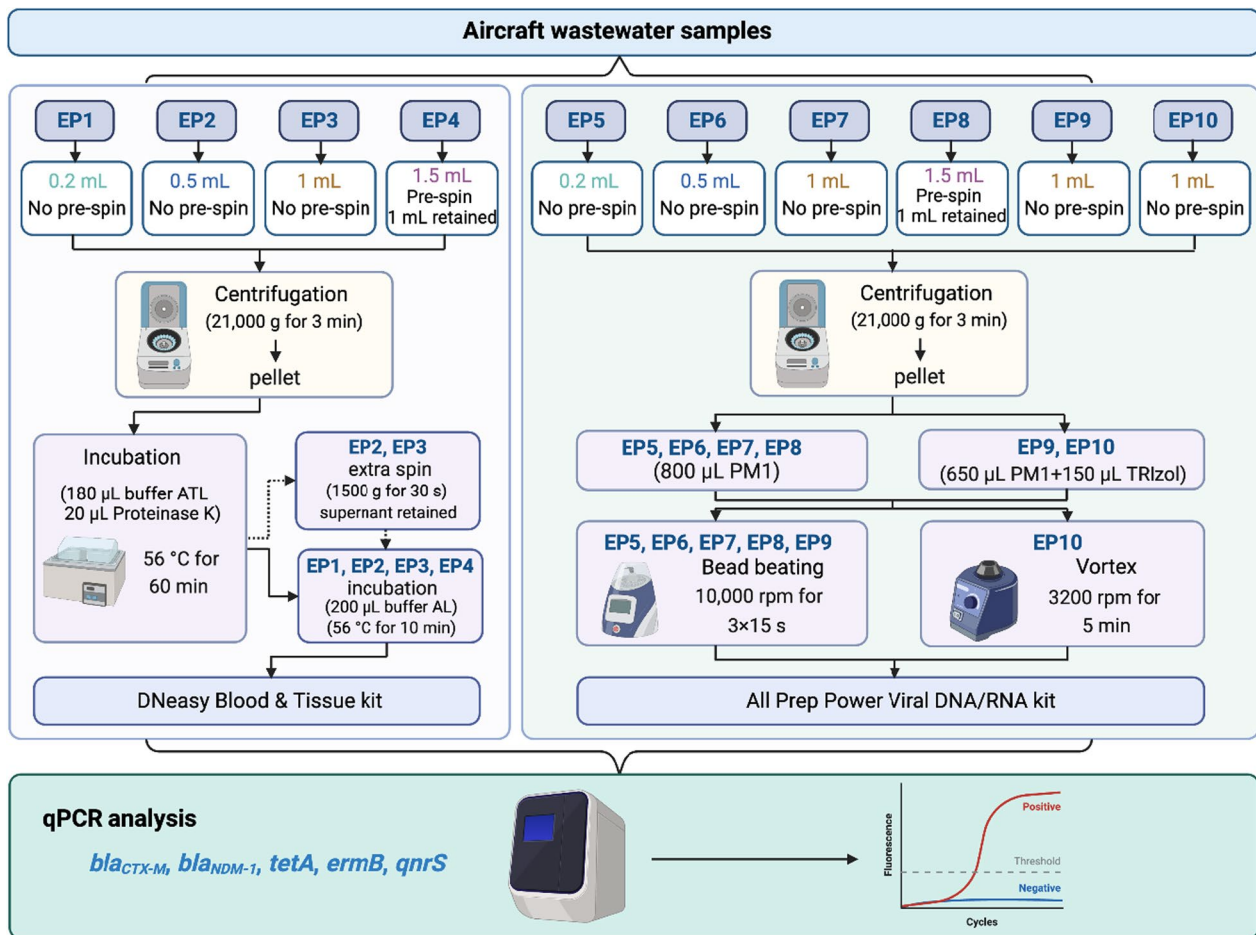 Aircraft wastewater samples
EP1
EP2
EP3
EP4
0.2 mL
No pre-spin
0.5 mL
No pre-spin
1 mL
No pre-spin
1.5 mL
Pre-spin
1 mL retained
Centrifugation
(21,000 g for 3 min)
pellet
Incubation
(180 µL buffer ATL
20 µL Proteinase K)
56 °C for
60 min
EP2, EP3
extra spin
(1500 g for 30 s)
supernant retained
EP1, EP2, EP3, EP4
incubation
(200 µL buffer AL)
(56 °C for 10 min)
DNeasy Blood & Tissue kit
EP5
EP6
EP7
EP8
EP9
EP10
0.2 mL
No pre-spin
0.5 mL
No pre-spin
1 mL
No pre-spin
1.5 mL
Pre-spin
1 mL retained
1 mL
No pre-spin
1 mL
No pre-spin
Centrifugation
(21,000 g for 3 min)
pellet
EP5, EP6, EP7, EP8
(800 µL PM1)
EP9, EP10
(650 µL PM1+150 µL TRIzol)
EP5, EP6, EP7, EP8, EP9
Bead beating
10,000 rpm for
3×15 s
EP10
Vortex
3200 rpm for
5 min
All Prep Power Viral DNA/RNA kit
qPCR analysis
blaCTX-M, blaNDM-1, tetA, ermB, qnrS
Fluorescence
Positive
Threshold
Negative
Cycles